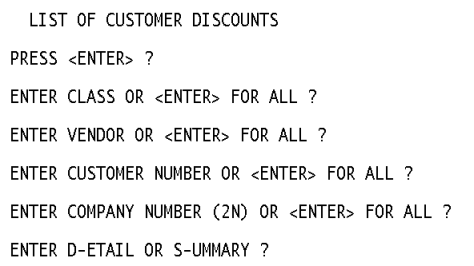 LIST OF CUSTOMER DISCOUNTS
PRESS <ENTER> ?
ENTER CLASS OR <ENTER> FOR ALL ?
ENTER VENDOR OR <ENTER> FOR ALL ?
ENTER CUSTOMER NUMBER OR <ENTER> FOR ALL ?
ENTER COMPANY NUMBER (2N) OR <ENTER> FOR ALL ?
ENTER D-ETAIL OR S-UMMARY ?